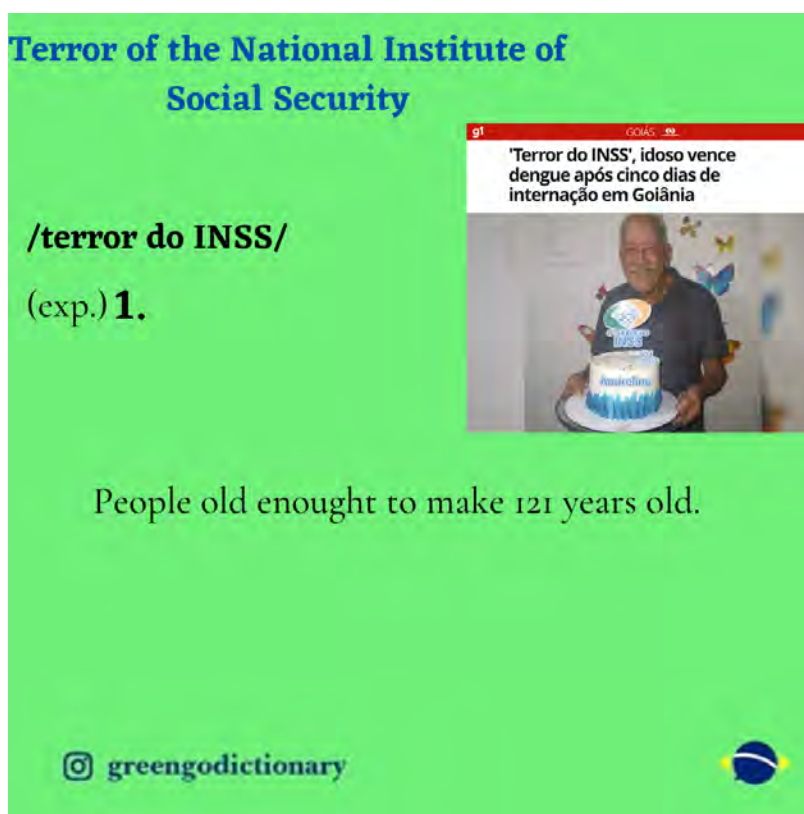 Terror of the National Institute of
Social Security
g1
GOIÁS
'Terror do INSS', idoso vence
dengue após cinco dias de
internação em Goiânia
/terror do INSS/
(exp.) 1.
INSS
People old enought to make 121 years old.
greengodictionary